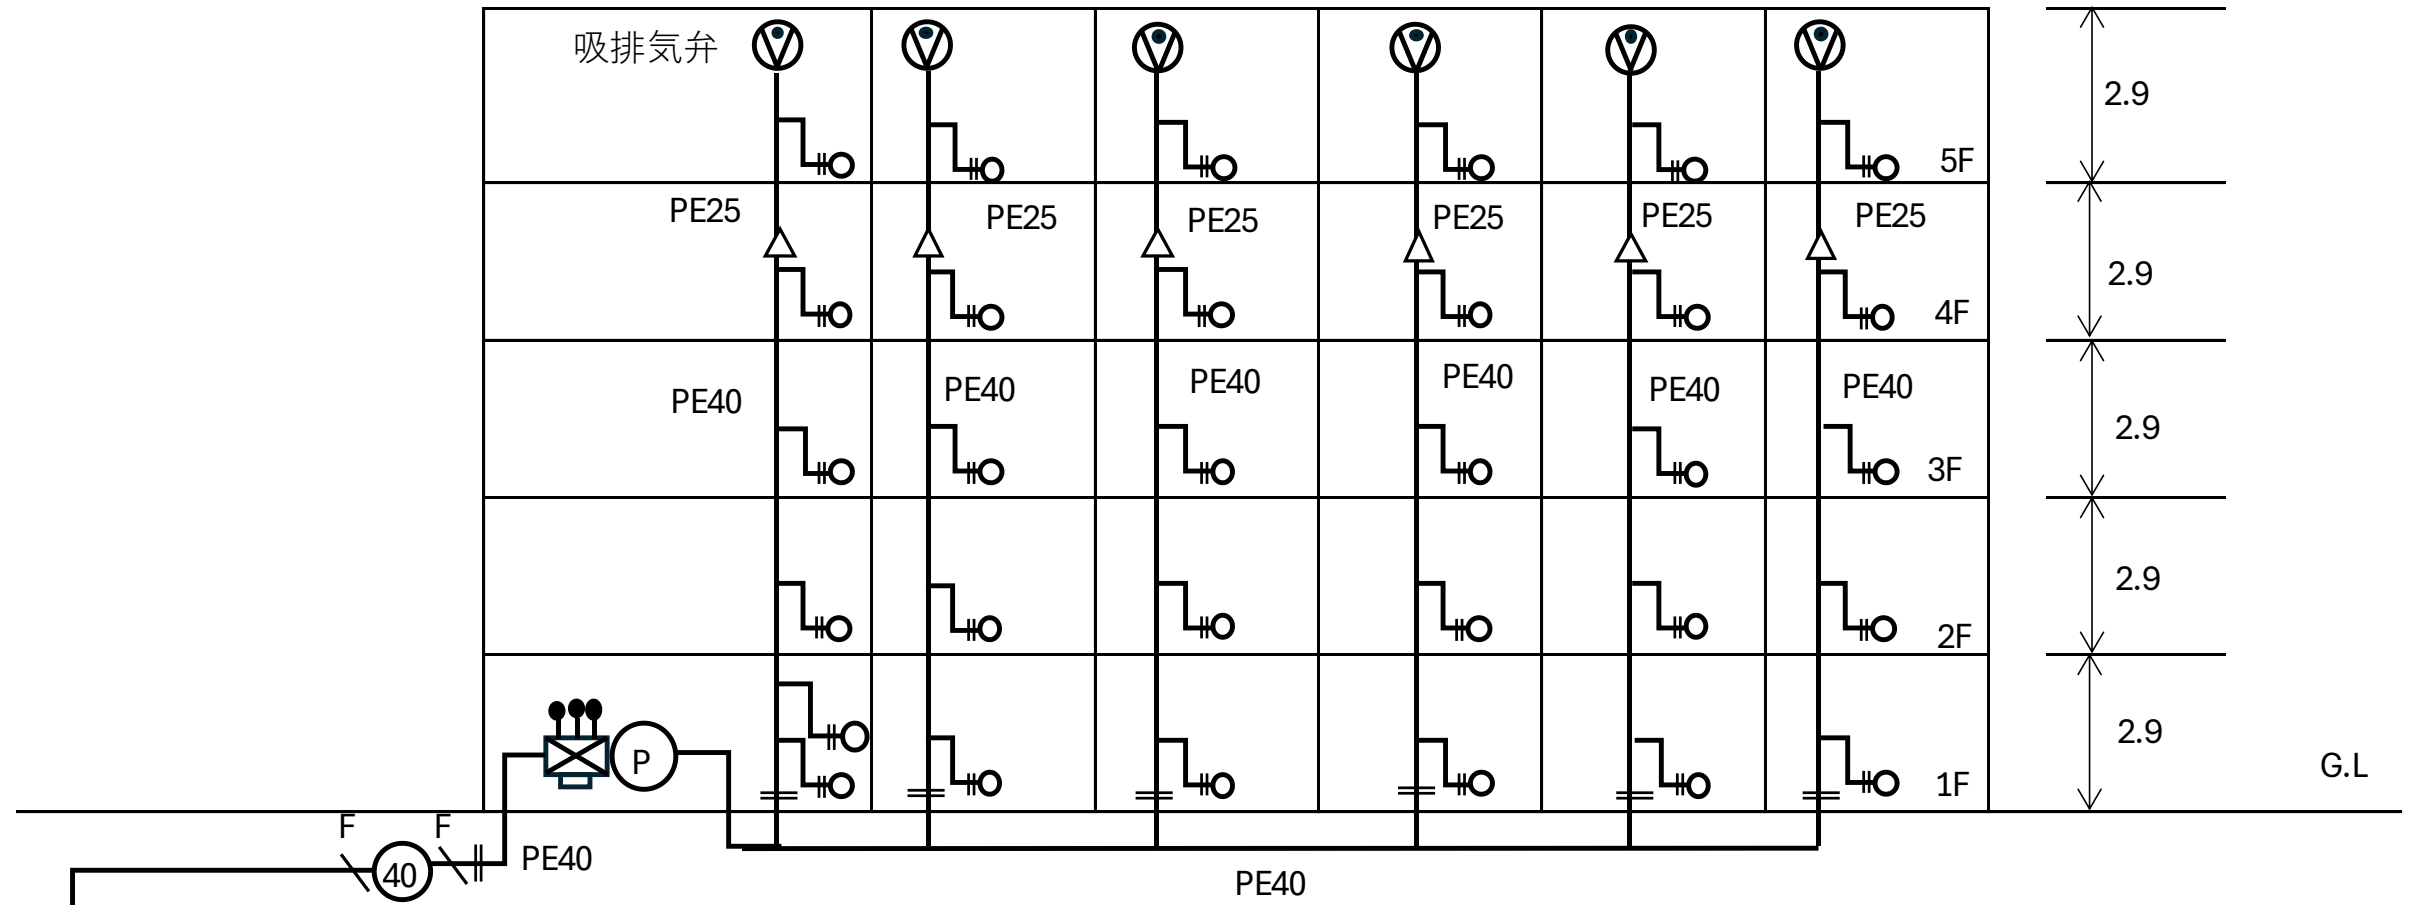 吸排気弁
2.9
5F
PE25 PE25 PE25 PE25 PE25 PE25
2.9
4F
PE40 PE40 PE40 PE40 PE40 PE40
2.9
3F
2.9
2F
2.9
P
G.L
1F
F F
PE40
40
PE40